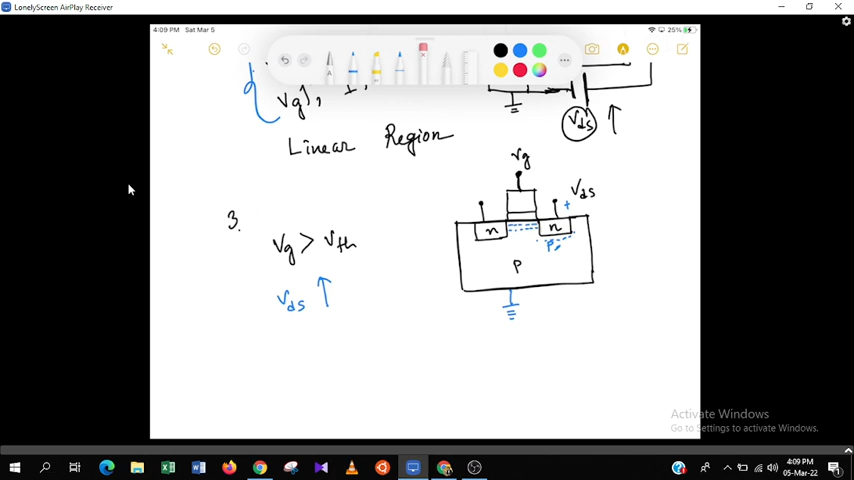 LonelyScreen AirPlay Receiver
4:09 PM Sat Mar 5
25%
Vg↑, I↑
Vds ↑
Linear Region
Vg
Vds
+
3.
n
n
Vg > Vth
P
P
Vds ↑
Activate Windows
Go to Settings to activate Windows.
4:09 PM
05-Mar-22